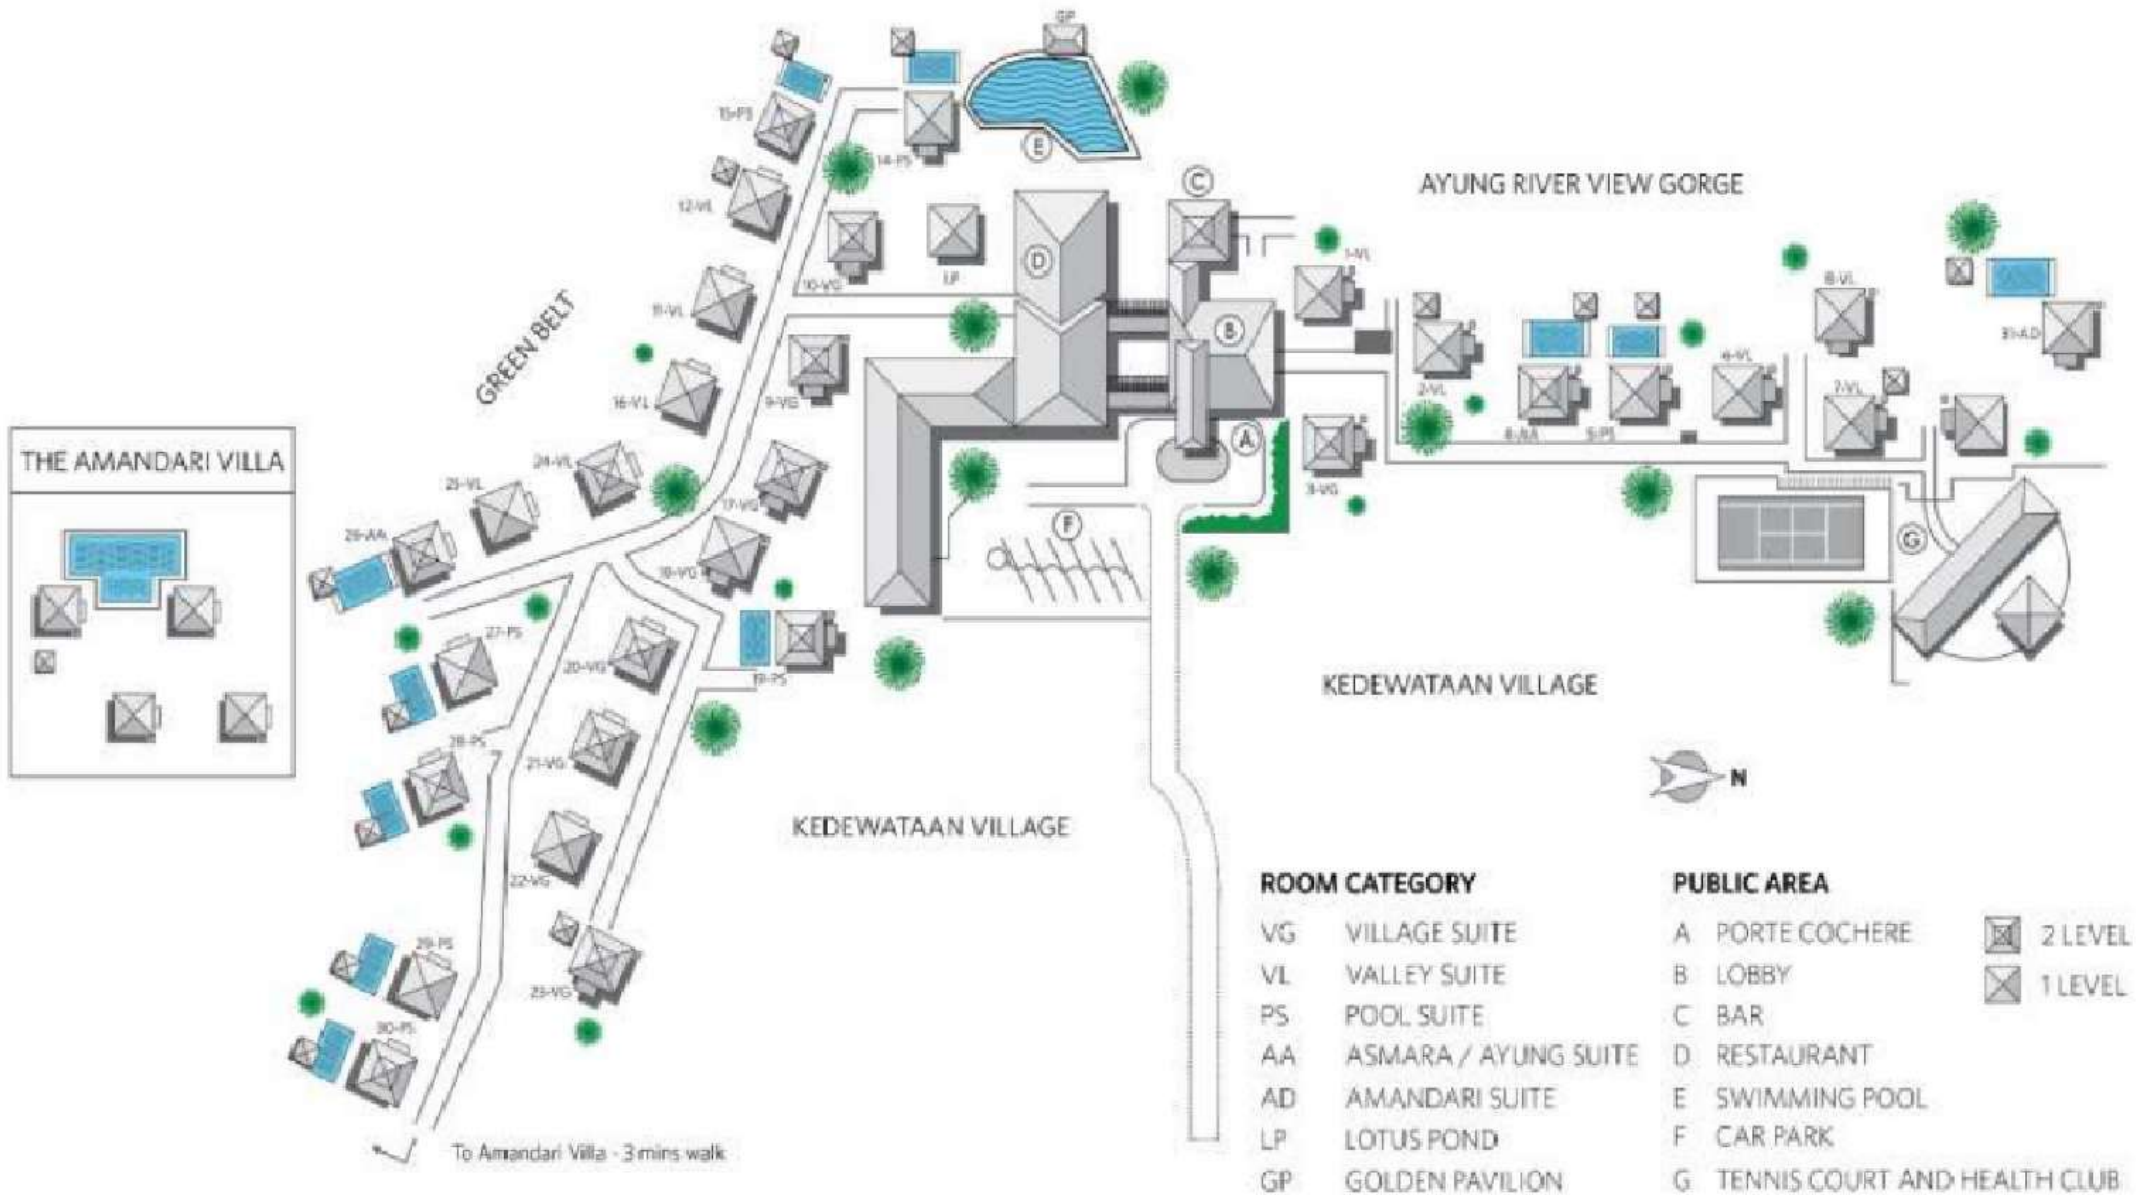 GP
15-PS
14-PS
E
C
AYUNG RIVER VIEW GORGE
12-VL
D
1-VL
10-VG
LP
8-VL
11-VL
B
31-AD
GREEN BELT
16-VL
9-VG
2-VL
6-VL
7-VL
5-PS
A
THE AMANDARI VILLA
24-VL
25-VL
17-VG
3-VG
F
26-AA
G
18-VG
27-PS
20-VG
19-PS
KEDEWATAAN VILLAGE
28-PS
21-VG
N
KEDEWATAAN VILLAGE
22-VG
29-PS
23-VG
30-PS
To Amandari Villa - 3 mins walk
ROOM CATEGORY
VG VILLAGE SUITE
VL VALLEY SUITE
PS POOL SUITE
AA ASMARA / AYUNG SUITE
AD AMANDARI SUITE
LP LOTUS POND
GP GOLDEN PAVILION
PUBLIC AREA
A PORTE COCHERE
B LOBBY
C BAR
D RESTAURANT
E SWIMMING POOL
F CAR PARK
G TENNIS COURT AND HEALTH CLUB
2 LEVEL
1 LEVEL